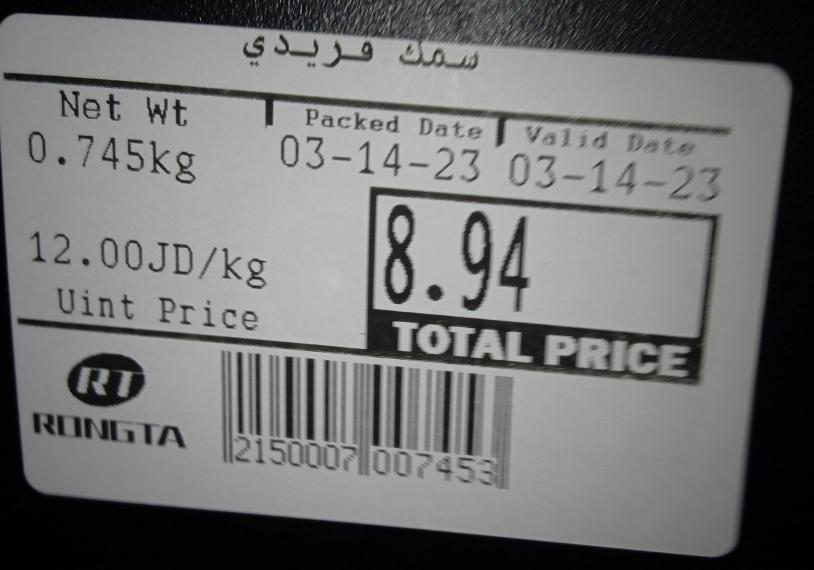 سمك فريدي
Net Wt Packed Date Valid Date
0.745kg 03-14-23 03-14-23
12.00JD/kg 8.94
Uint Price TOTAL PRICE
RT
RONGTA
2150007 007453